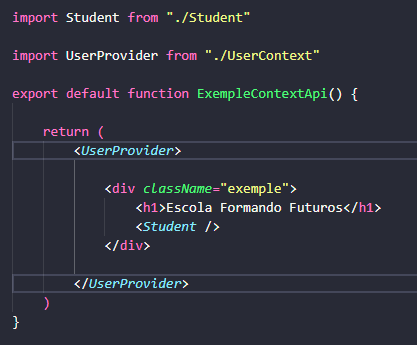 import Student from "./Student"
import UserProvider from "./UserContext"
export default function ExempleContextApi() {
return (
<UserProvider>
<div className="exemple">
<h1>Escola Formando Futuros</h1>
<Student />
</div>
</UserProvider>
)
}